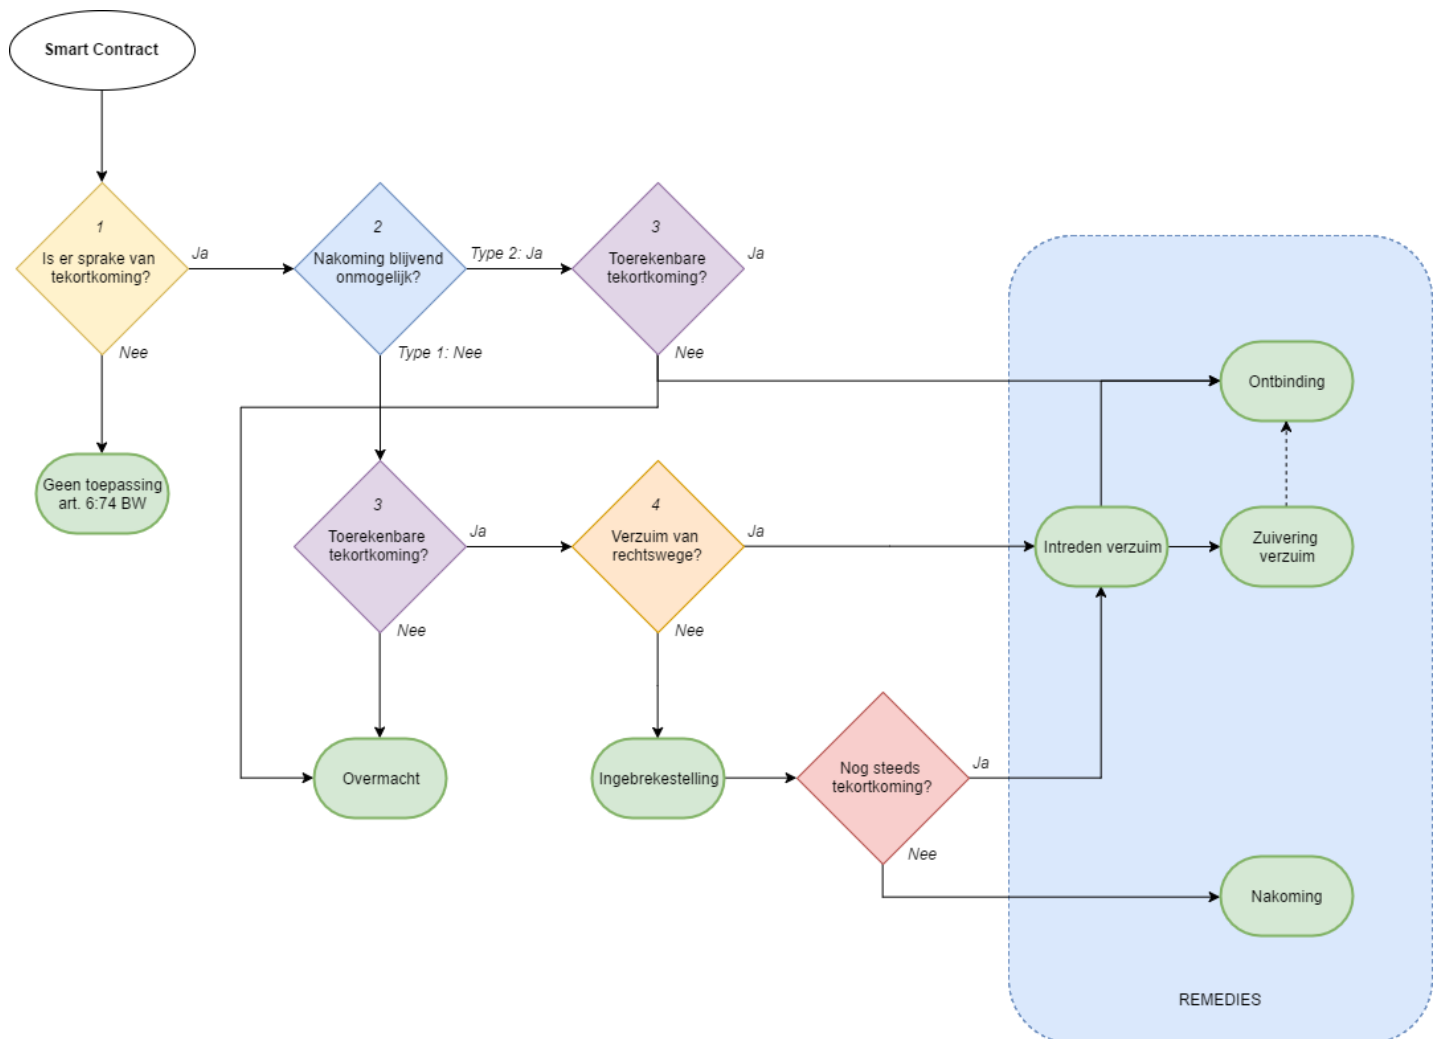 Smart Contract
1
Is er sprake van
tekortkoming?
Ja
Nee
2
Nakoming blijvend
onmogelijk?
Type 2: Ja
Type 1: Nee
3
Toerekenbare
tekortkoming?
Ja
Nee
Geen toepassing
art. 6:74 BW
3
Toerekenbare
tekortkoming?
Ja
Nee
4
Verzuim van
rechtswege?
Ja
Nee
Ontbinding
Intreden verzuim
Zuivering
verzuim
Overmacht
Ingebrekestelling
Nog steeds
tekortkoming?
Ja
Nee
Nakoming
REMEDIES